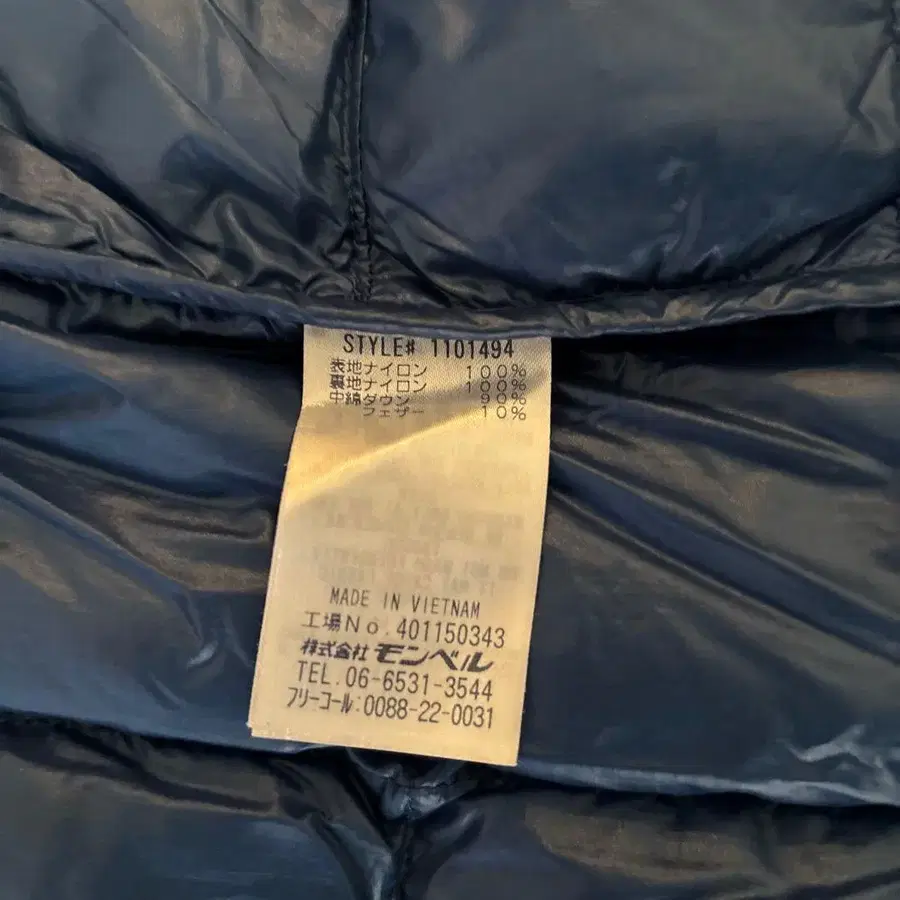 STYLE# 1101494
表地ナイロン 100%
裏地ナイロン 100%
中綿ダウン 90%
フェザー 10%
MADE IN VIETNAM
工場No.401150343
株式会社モンベル
TEL.06-6531-3544
フリーコール:0088-22-0031